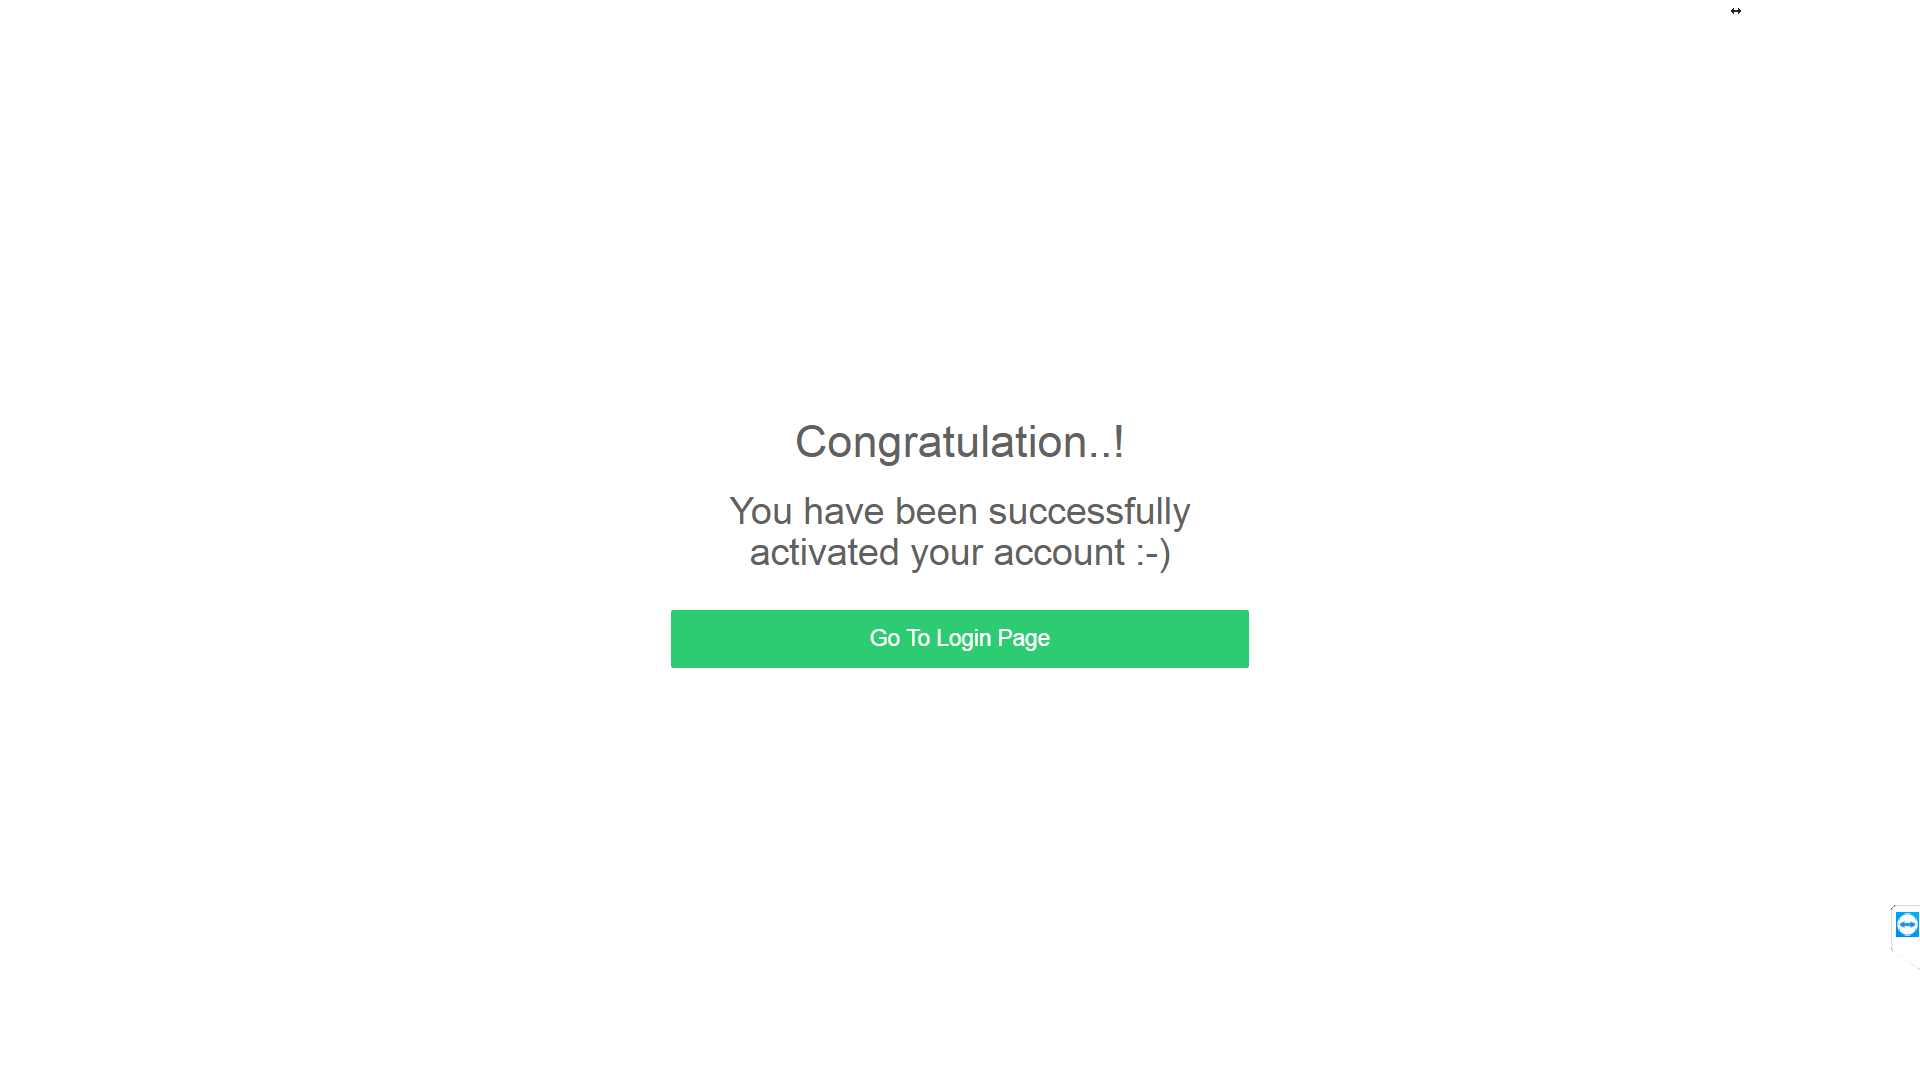 Congratulation..!
You have been successfully
activated your account :-)
Go To Login Page